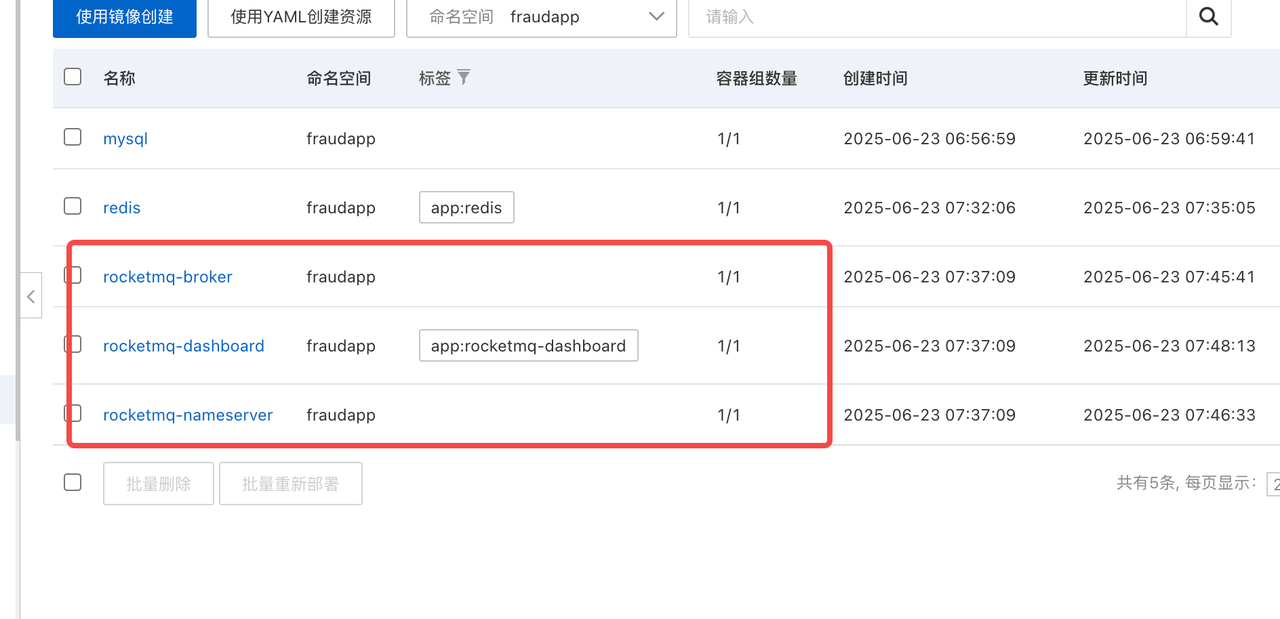 使用镜像创建 使用YAML创建资源 命名空间 fraudapp 请输入
名称 命名空间 标签 容器组数量 创建时间 更新时间
mysql fraudapp 1/1 2025-06-23 06:56:59 2025-06-23 06:59:41
redis fraudapp app:redis 1/1 2025-06-23 07:32:06 2025-06-23 07:35:05
rocketmq-broker fraudapp 1/1 2025-06-23 07:37:09 2025-06-23 07:45:41
rocketmq-dashboard fraudapp app:rocketmq-dashboard 1/1 2025-06-23 07:37:09 2025-06-23 07:48:13
rocketmq-nameserver fraudapp 1/1 2025-06-23 07:37:09 2025-06-23 07:46:33
批量删除 批量重新部署 共有5条, 每页显示: